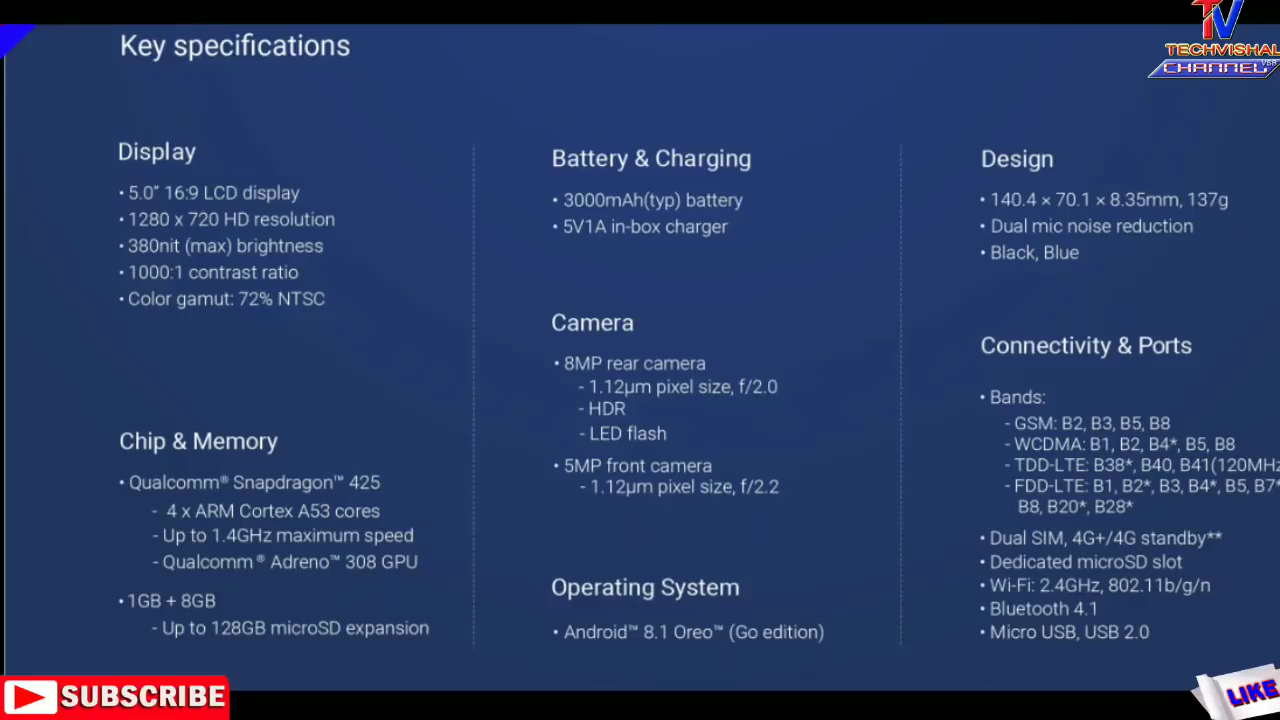 Key specifications
TV
TECHVISHAL
CHANNEL VSR
Display
• 5.0” 16:9 LCD display
• 1280 x 720 HD resolution
• 380nit (max) brightness
• 1000:1 contrast ratio
• Color gamut: 72% NTSC
Chip & Memory
• Qualcomm® Snapdragon™ 425
- 4 x ARM Cortex A53 cores
- Up to 1.4GHz maximum speed
- Qualcomm® Adreno™ 308 GPU
• 1GB + 8GB
- Up to 128GB microSD expansion
Battery & Charging
• 3000mAh(typ) battery
• 5V1A in-box charger
Camera
• 8MP rear camera
- 1.12μm pixel size, f/2.0
- HDR
- LED flash
• 5MP front camera
- 1.12μm pixel size, f/2.2
Operating System
• Android™ 8.1 Oreo™ (Go edition)
Design
• 140.4 × 70.1 × 8.35mm, 137g
• Dual mic noise reduction
• Black, Blue
Connectivity & Ports
• Bands:
- GSM: B2, B3, B5, B8
- WCDMA: B1, B2, B4*, B5, B8
- TDD-LTE: B38*, B40, B41(120MHz
- FDD-LTE: B1, B2*, B3, B4*, B5, B7*
B8, B20*, B28*
• Dual SIM, 4G+/4G standby**
• Dedicated microSD slot
• Wi-Fi: 2.4GHz, 802.11b/g/n
• Bluetooth 4.1
• Micro USB, USB 2.0
SUBSCRIBE
LIKE